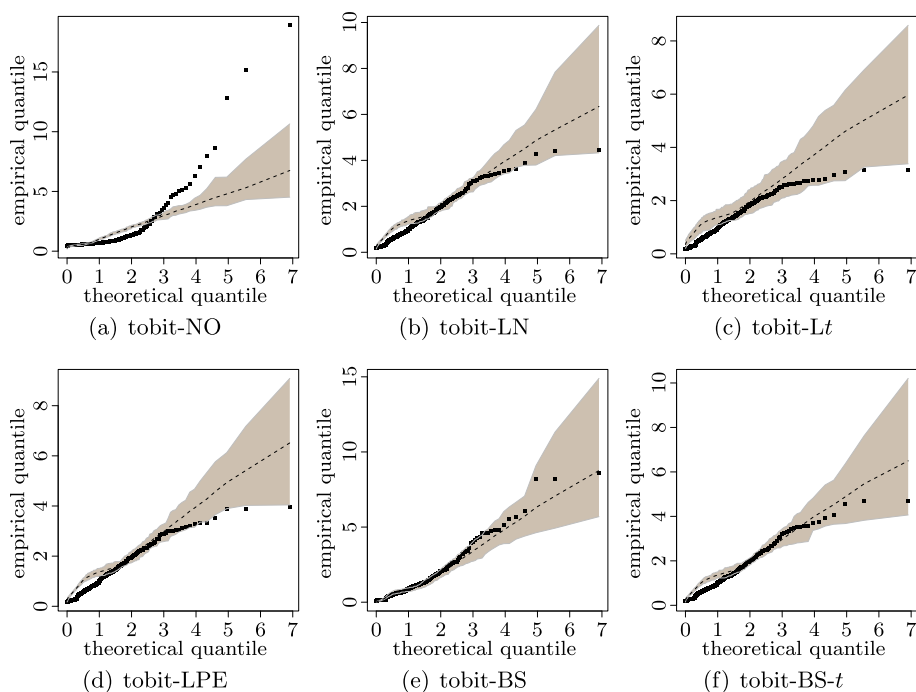 empirical quantile
0 5 10 15
0 1 2 3 4 5 6 7
theoretical quantile
(a) tobit-NO
empirical quantile
0 2 4 6 8 10
0 1 2 3 4 5 6 7
theoretical quantile
(b) tobit-LN
empirical quantile
0 2 4 6 8
0 1 2 3 4 5 6 7
theoretical quantile
(c) tobit-Lt
empirical quantile
0 2 4 6 8
0 1 2 3 4 5 6 7
theoretical quantile
(d) tobit-LPE
empirical quantile
0 5 10 15
0 1 2 3 4 5 6 7
theoretical quantile
(e) tobit-BS
empirical quantile
0 2 4 6 8 10
0 1 2 3 4 5 6 7
theoretical quantile
(f) tobit-BS-t